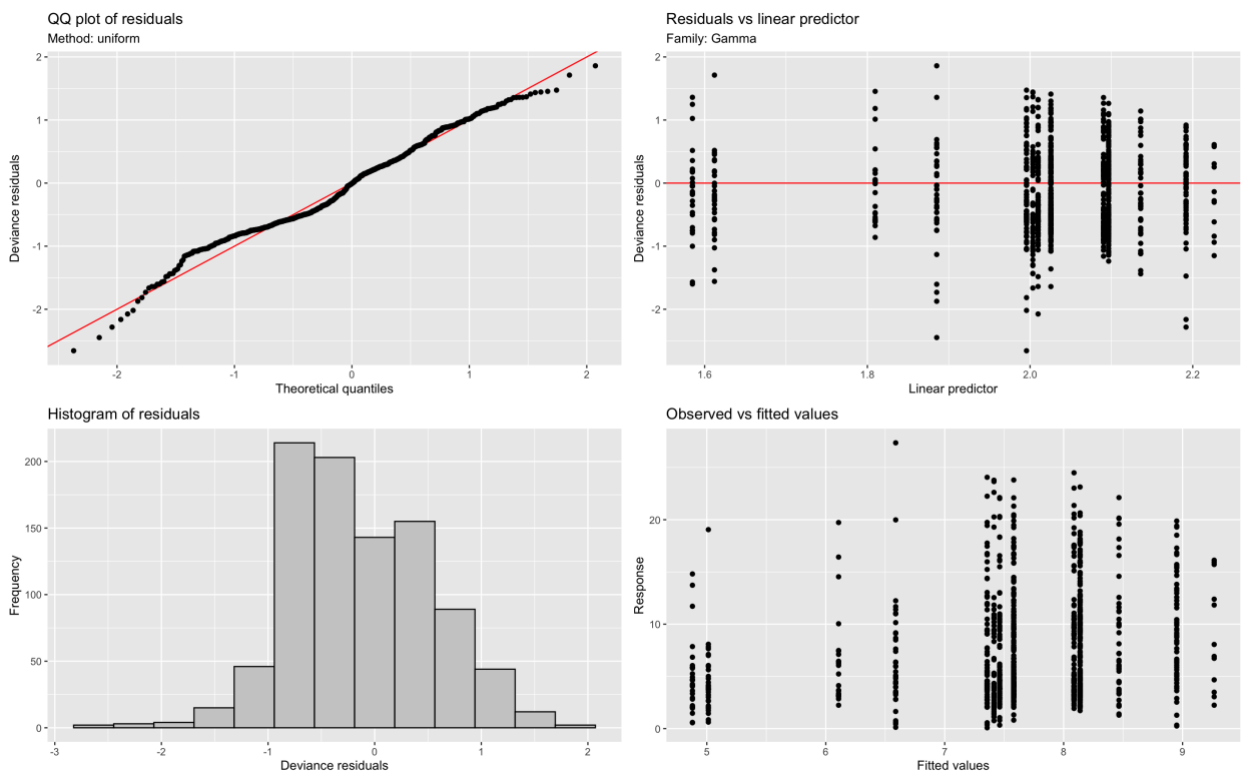 QQ plot of residuals
Method: uniform
2
1
0
-1
-2
-2
-1
0
1
2
Deviance residuals
Theoretical quantiles
Residuals vs linear predictor
Family: Gamma
2
1
0
-1
-2
1.6
1.8
2.0
2.2
Deviance residuals
Linear predictor
Histogram of residuals
200
150
100
50
0
-3
-2
-1
0
1
2
Frequency
Deviance residuals
Observed vs fitted values
20
10
0
5
6
7
8
9
Response
Fitted values